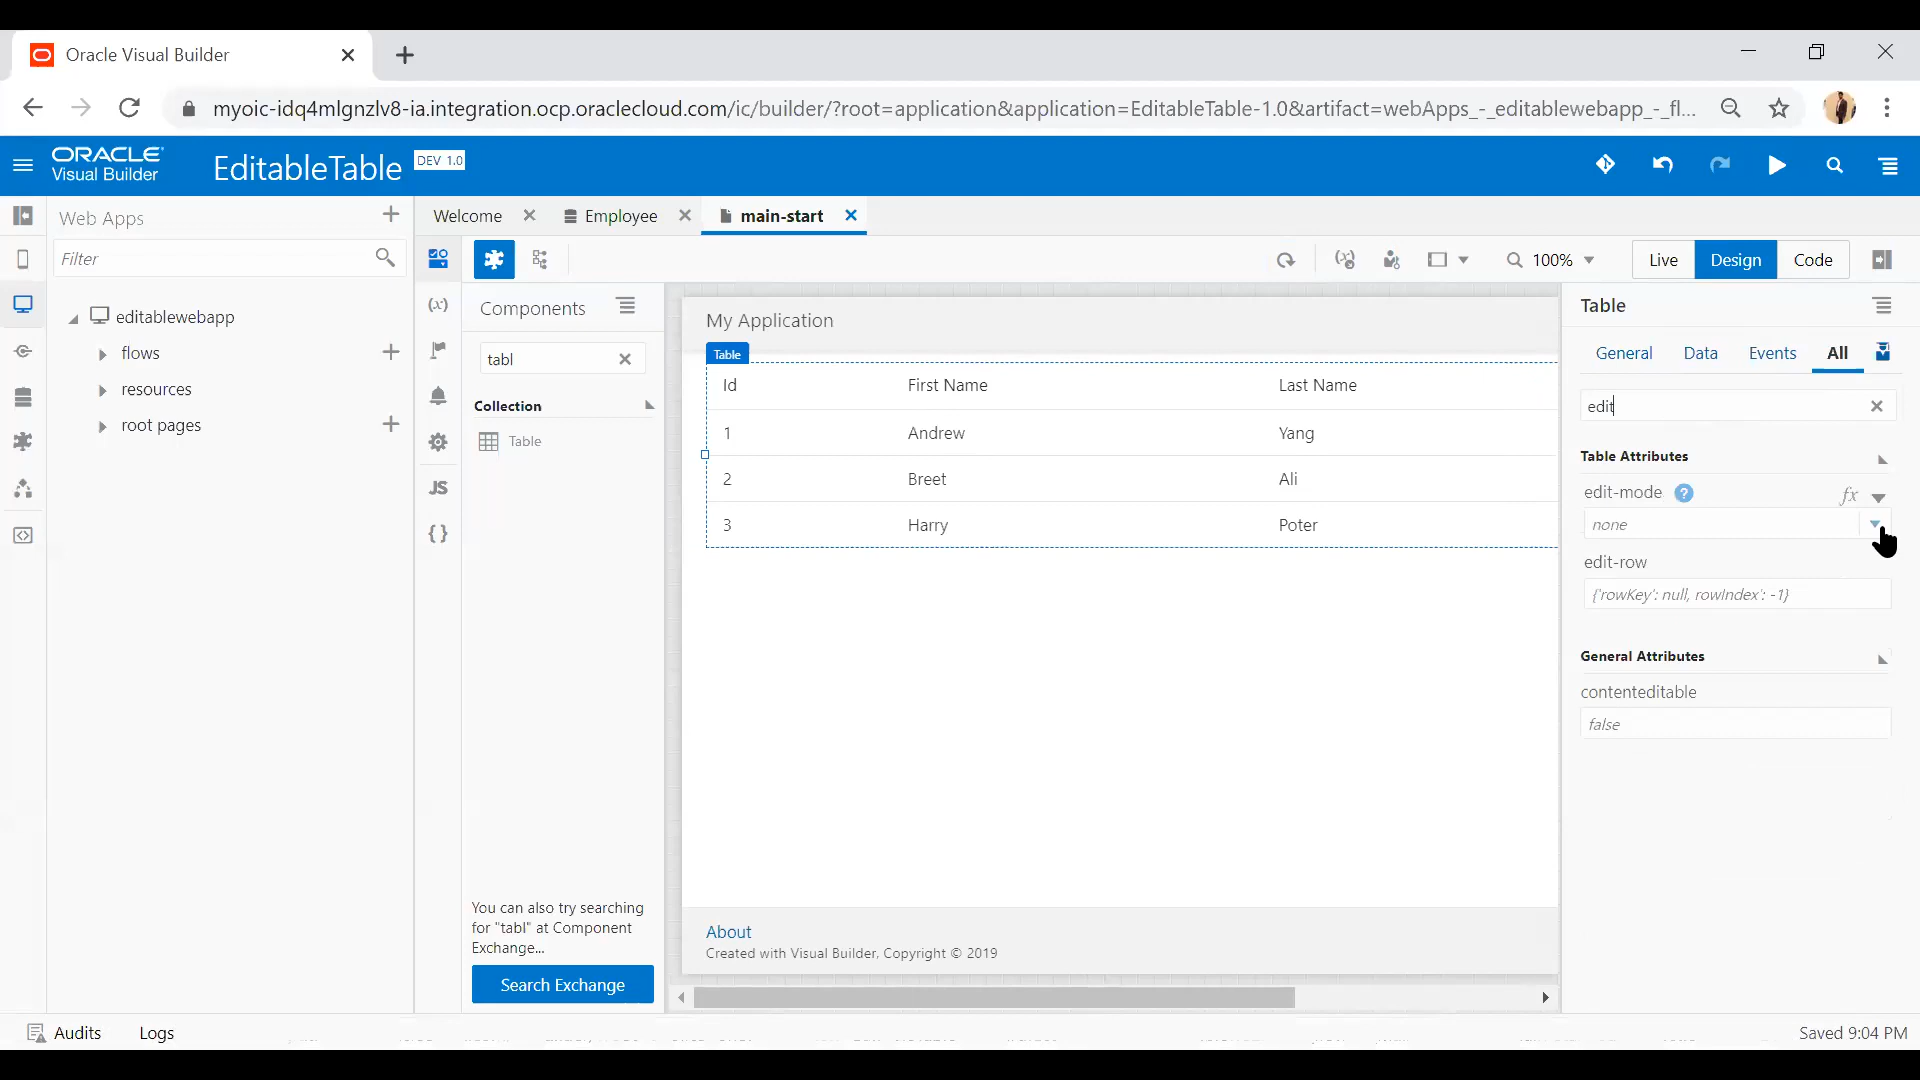 Oracle Visual Builder
myoic-idq4mlgnzlv8-ia.integration.ocp.oraclecloud.com/ic/builder/?root=application&application=EditableTable-1.0&artifact=webApps_-_editablewebapp_-_fl...
ORACLE
Visual Builder
EditableTable
DEV 1.0
Web Apps
Welcome
Employee
main-start
Filter
100%
Live
Design
Code
editablewebapp
flows
resources
root pages
(x)
JS
{ }
Components
tabl
Collection
Table
You can also try searching
for "tabl" at Component
Exchange...
Search Exchange
My Application
Table
Id First Name Last Name
1 Andrew Yang
2 Breet Ali
3 Harry Poter
About
Created with Visual Builder, Copyright © 2019
Table
General
Data
Events
All
edit
Table Attributes
edit-mode ? fx
none
edit-row
{'rowKey': null, rowIndex': -1}
General Attributes
contenteditable
false
Audits
Logs
Saved 9:04 PM